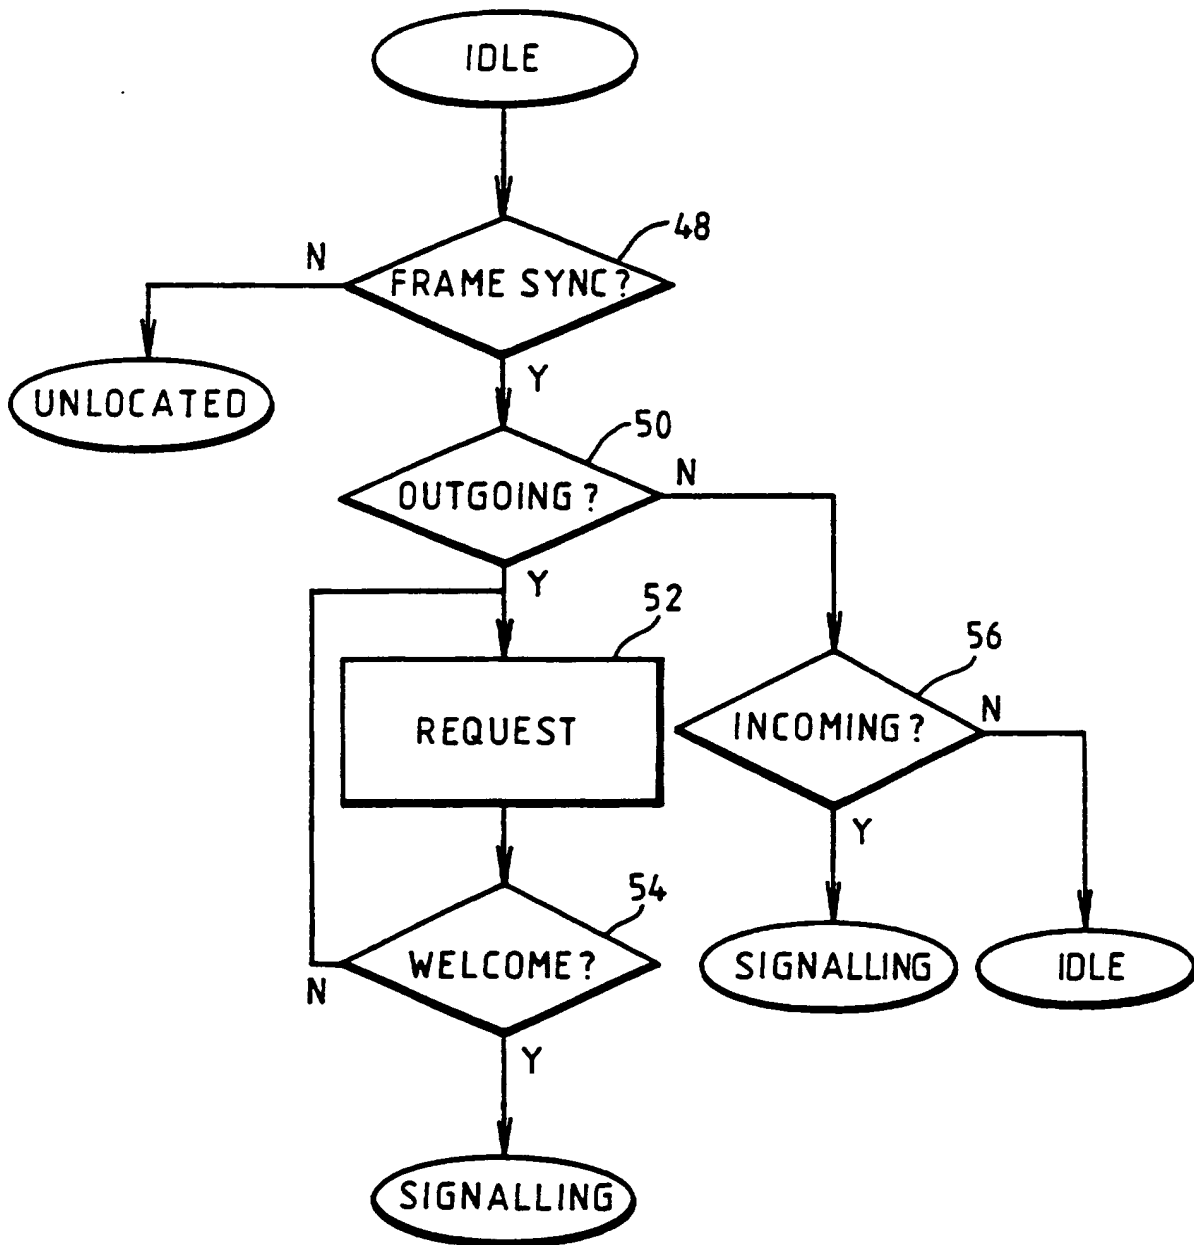 IDLE
48
N
FRAME SYNC?
Y
UNLOCATED
50
N
OUTGOING?
Y
52
56
REQUEST
INCOMING?
N
Y
54
WELCOME?
N
SIGNALLING
IDLE
Y
SIGNALLING